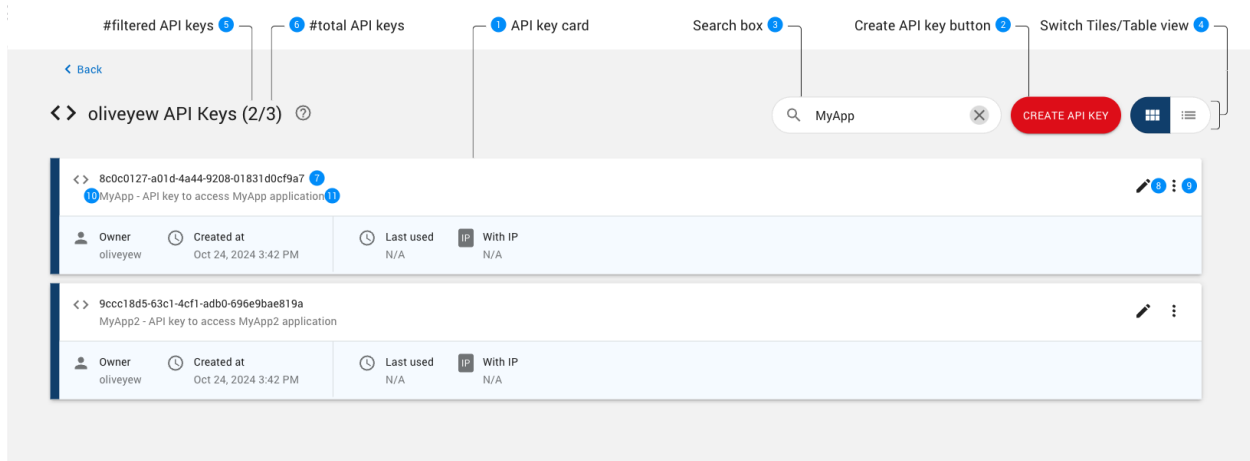 #filtered API keys 5
6 #total API keys
1 API key card
Search box 3
Create API key button 2
Switch Tiles/Table view 4
Back
oliveyew API Keys (2/3)
MyApp
CREATE API KEY
8c0c0127-a01d-4a44-9208-01831d0cf9a7 7
10 MyApp - API key to access MyApp application 11
8
9
Owner
Created at
Last used
IP
With IP
oliveyew
Oct 24, 2024 3:42 PM
N/A
N/A
9ccc18d5-63c1-4cf1-adb0-696e9bae819a
MyApp2 - API key to access MyApp2 application
Owner
Created at
Last used
IP
With IP
oliveyew
Oct 24, 2024 3:42 PM
N/A
N/A